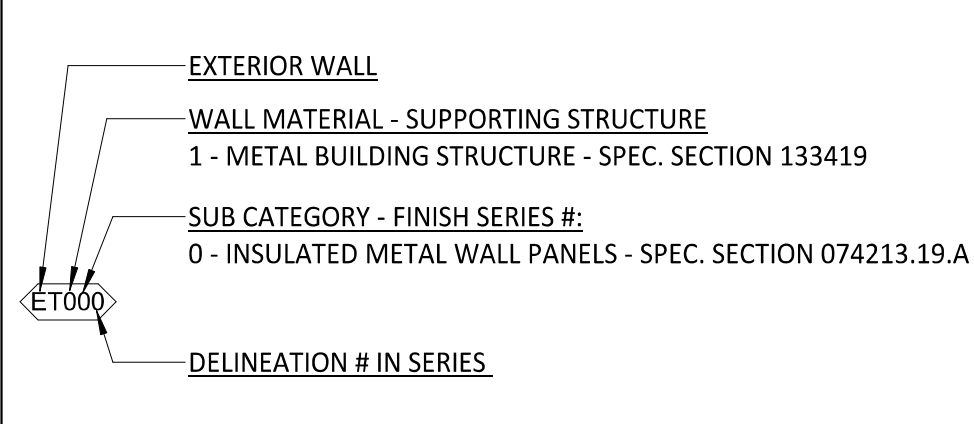 EXTERIOR WALL
WALL MATERIAL - SUPPORTING STRUCTURE
1 - METAL BUILDING STRUCTURE - SPEC. SECTION 133419
SUB CATEGORY - FINISH SERIES #:
0 - INSULATED METAL WALL PANELS - SPEC. SECTION 074213.19.A
ET000
DELINEATION # IN SERIES